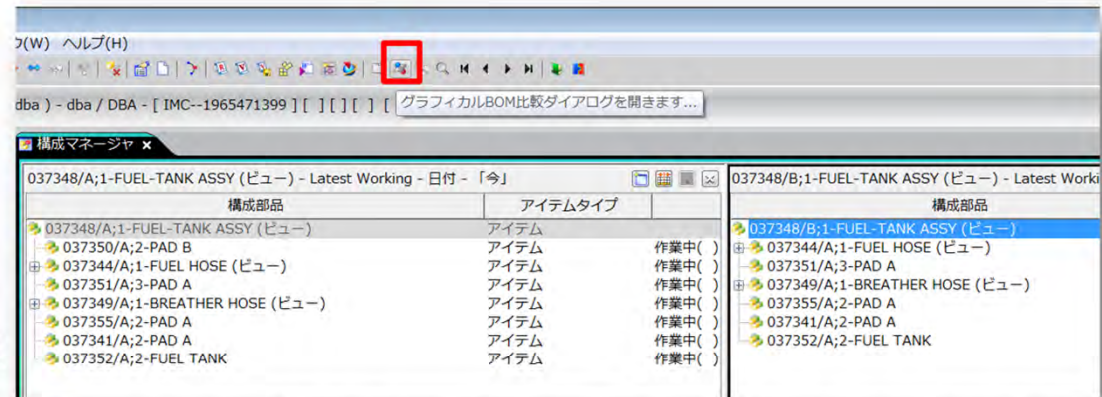 ウ(W) ヘルプ(H)
dba ) - dba / DBA - [ IMC--1965471399 ] [ ] [ ] [ ] [
グラフィカルBOM比較ダイアログを開きます...
構成マネージャ
037348/A;1-FUEL-TANK ASSY (ビュー) - Latest Working - 日付 - 「今」
構成部品 アイテムタイプ
037348/A;1-FUEL-TANK ASSY (ビュー) アイテム
037350/A;2-PAD B アイテム 作業中( )
037344/A;1-FUEL HOSE (ビュー) アイテム 作業中( )
037351/A;3-PAD A アイテム 作業中( )
037349/A;1-BREATHER HOSE (ビュー) アイテム 作業中( )
037355/A;2-PAD A アイテム 作業中( )
037341/A;2-PAD A アイテム 作業中( )
037352/A;2-FUEL TANK アイテム 作業中( )
037348/B;1-FUEL-TANK ASSY (ビュー) - Latest Worki
構成部品
037348/B;1-FUEL-TANK ASSY (ビュー)
037344/A;1-FUEL HOSE (ビュー)
037351/A;3-PAD A
037349/A;1-BREATHER HOSE (ビュー)
037355/A;2-PAD A
037341/A;2-PAD A
037352/A;2-FUEL TANK